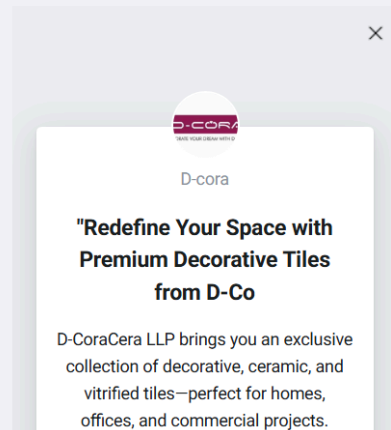 D-CORA
D-cora
"Redefine Your Space with
Premium Decorative Tiles
from D-Co
D-CoraCera LLP brings you an exclusive
collection of decorative, ceramic, and
vitrified tiles—perfect for homes,
offices, and commercial projects.